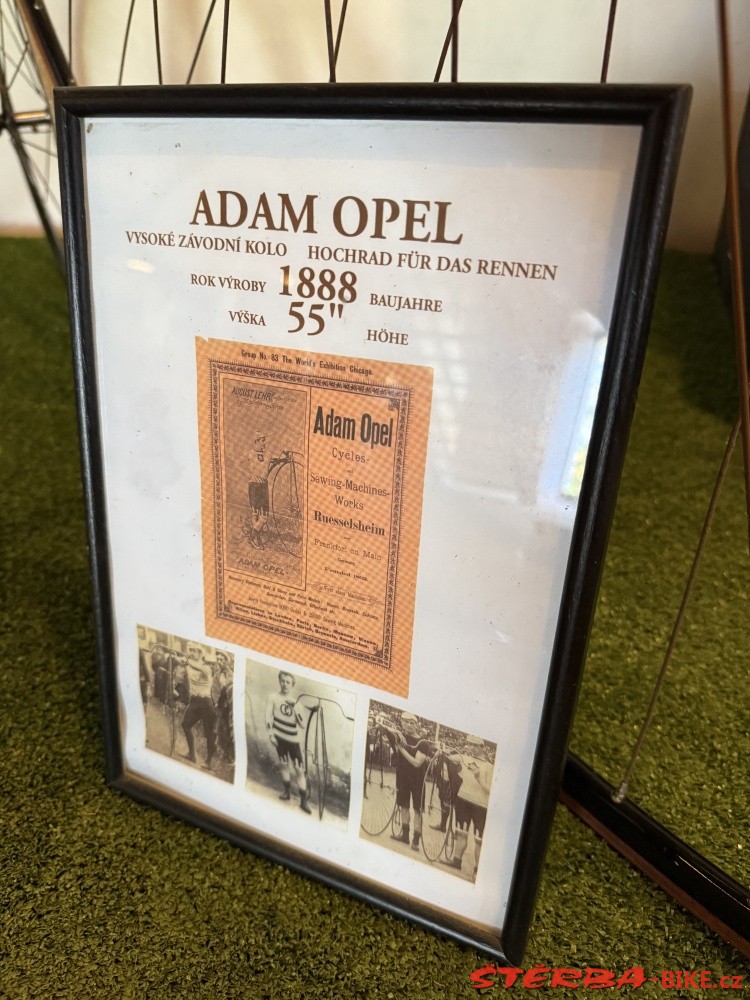 ADAM OPEL
VYSOKÉ ZÁVODNÍ KOLO HOCHRAD FÜR DAS RENNEN
ROK VÝROBY 1888 BAUJAHRE
VÝŠKA 55" HÖHE
Group No. 83 The World's Exhibition Chicago.
AUGUST LEHR
ADAM OPEL
Adam Opel
Cycles-
Sewing-Machines-
Works
Ruesselsheim
Frankfort on Main
STERBA-BIKE.cz